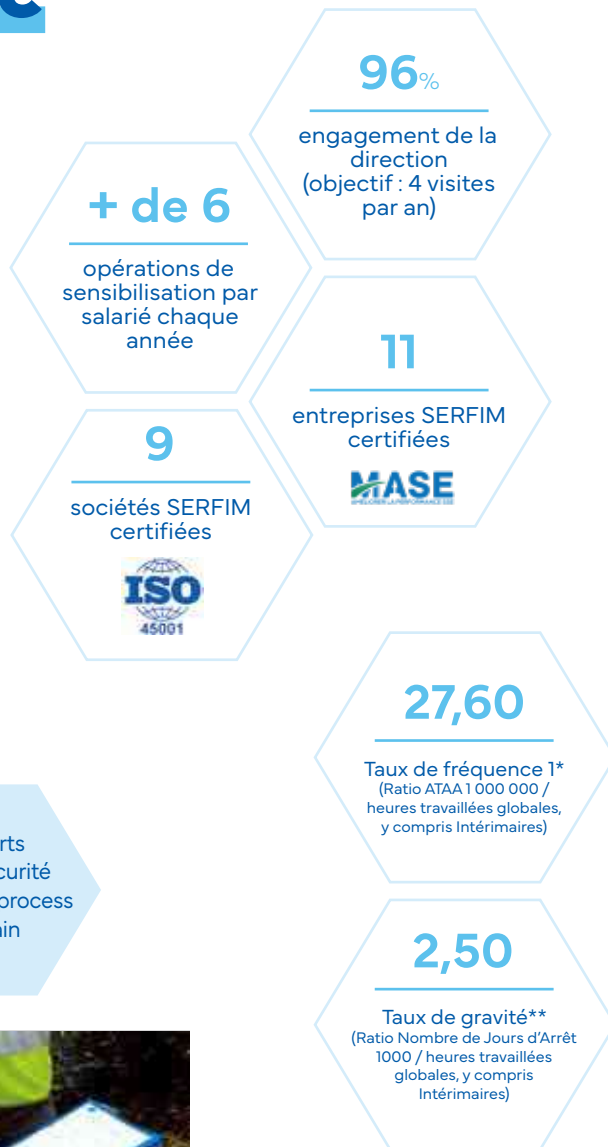 96%
engagement de la
direction
(objectif : 4 visites
par an)
+ de 6
opérations de
sensibilisation par
salarié chaque
année
11
entreprises SERFIM
certifiées
MASE
9
sociétés SERFIM
certifiées
ISO
45001
27,60
Taux de fréquence 1*
(Ratio ATAA 1 000 000 /
heures travaillées globales,
y compris Intérimaires)
process
2,50
Taux de gravité**
(Ratio Nombre de Jours d'Arrêt
1000 / heures travaillées
globales, y compris
Intérimaires)